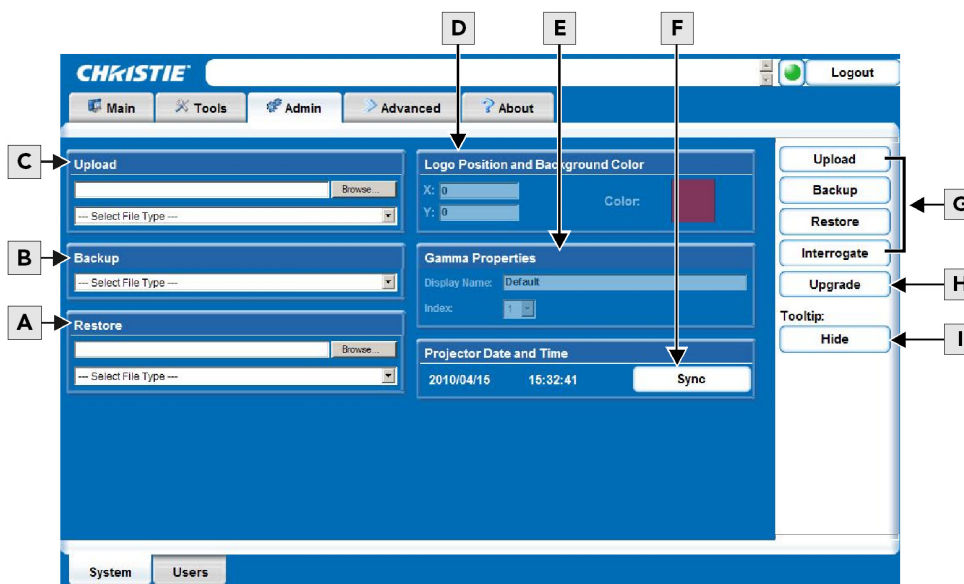 D E F
CHRISTIE Logout
Main Tools Admin Advanced About
C
Upload
Browse...
--- Select File Type ---
B
Backup
--- Select File Type ---
A
Restore
Browse...
--- Select File Type ---
Logo Position and Background Color
X: 0
Y: 0
Color:
Gamma Properties
Display Name: Default
Index: 1
Projector Date and Time
2010/04/15 15:32:41 Sync
Upload
Backup
Restore
Interrogate
Upgrade
Tooltip:
Hide
G
H
I
System Users